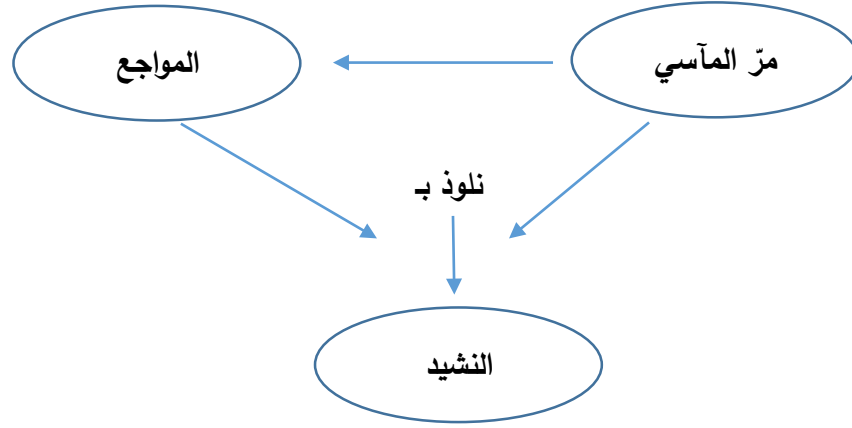 مرّ المآسي
المواجع
نلوذ بـ
النشيد